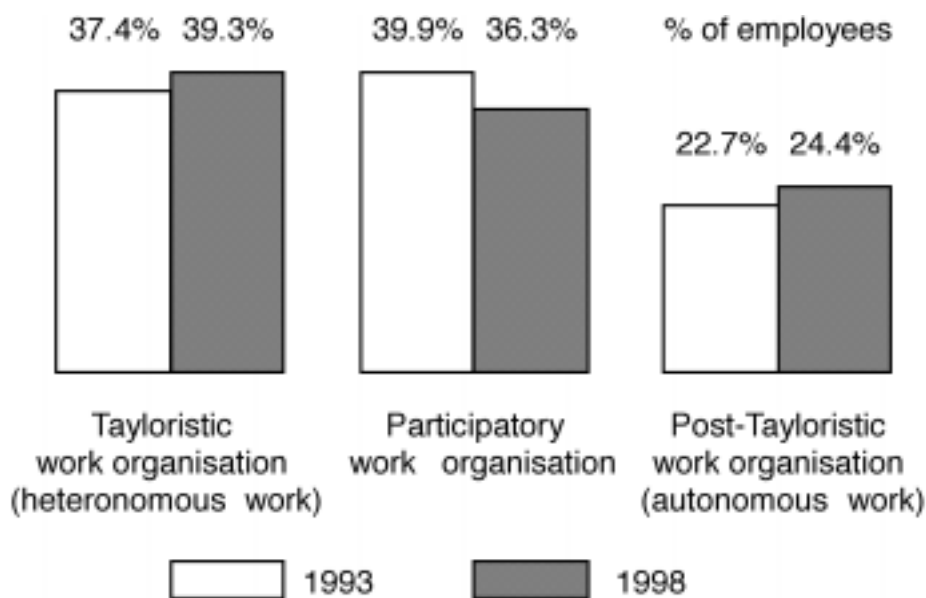 37.4% 39.3% 39.9% 36.3% % of employees
22.7% 24.4%
Tayloristic
work organisation
(heteronomous work)
Participatory
work organisation
Post-Tayloristic
work organisation
(autonomous work)
1993 1998